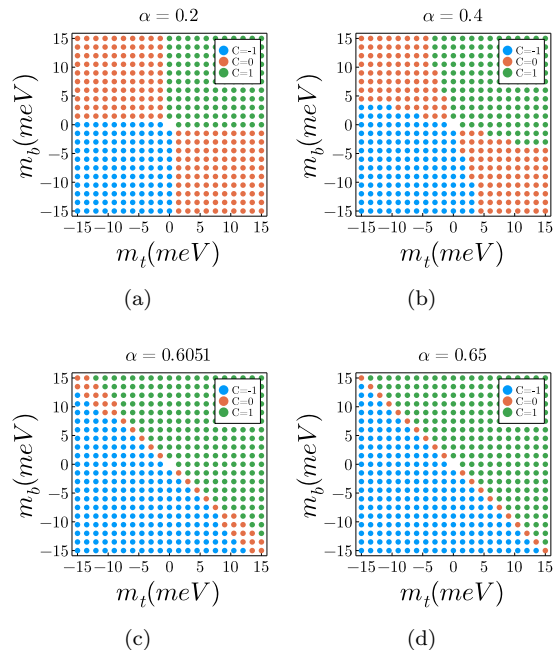 α = 0.2
15
10
5
0
−5
−10
−15
m_b(meV)
C=-1
C=0
C=1
−15 −10 −5 0 5 10 15
m_t(meV)
(a)
α = 0.4
15
10
5
0
−5
−10
−15
m_b(meV)
C=-1
C=0
C=1
−15 −10 −5 0 5 10 15
m_t(meV)
(b)
α = 0.6051
15
10
5
0
−5
−10
−15
m_b(meV)
C=-1
C=0
C=1
−15 −10 −5 0 5 10 15
m_t(meV)
(c)
α = 0.65
15
10
5
0
−5
−10
−15
m_b(meV)
C=-1
C=0
C=1
−15 −10 −5 0 5 10 15
m_t(meV)
(d)